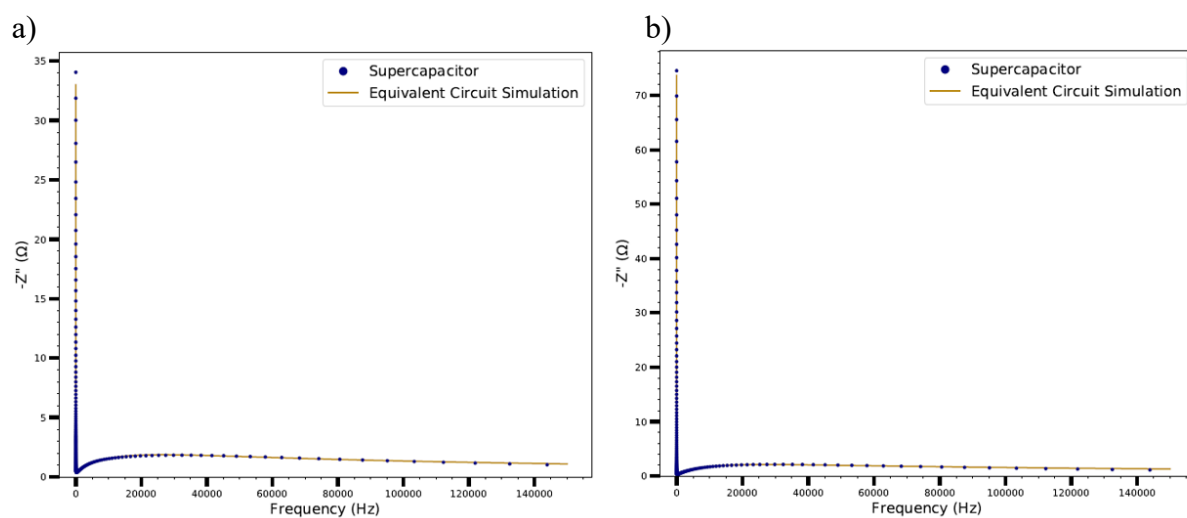 a)
35
30
25
20
15
10
5
0
-Z" (Ω)
Supercapacitor
Equivalent Circuit Simulation
0 20000 40000 60000 80000 100000 120000 140000
Frequency (Hz)
b)
70
60
50
40
30
20
10
0
-Z" (Ω)
Supercapacitor
Equivalent Circuit Simulation
0 20000 40000 60000 80000 100000 120000 140000
Frequency (Hz)